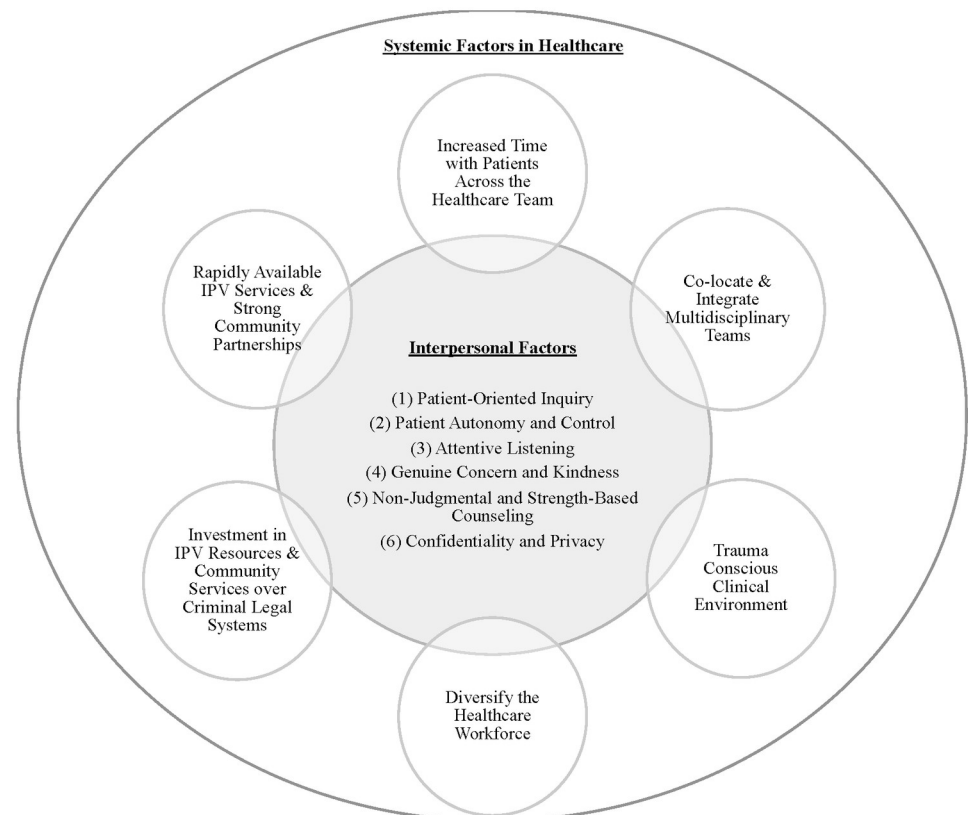 Systemic Factors in Healthcare
Increased Time
with Patients
Across the
Healthcare Team
Rapidly Available
IPV Services &
Strong
Community
Partnerships
Co-locate &
Integrate
Multidisciplinary
Teams
Interpersonal Factors
(1) Patient-Oriented Inquiry
(2) Patient Autonomy and Control
(3) Attentive Listening
(4) Genuine Concern and Kindness
(5) Non-Judgmental and Strength-Based
Counseling
(6) Confidentiality and Privacy
Investment in
IPV Resources &
Community
Services over
Criminal Legal
Systems
Trauma
Conscious
Clinical
Environment
Diversify the
Healthcare
Workforce